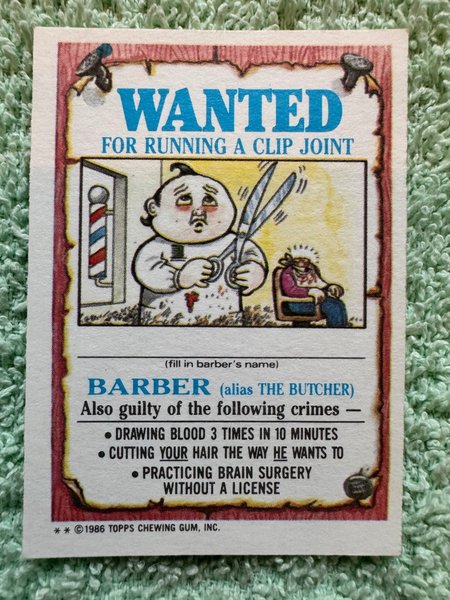 WANTED
FOR RUNNING A CLIP JOINT
(fill in barber's name)
BARBER (alias THE BUTCHER)
Also guilty of the following crimes —
• DRAWING BLOOD 3 TIMES IN 10 MINUTES
• CUTTING YOUR HAIR THE WAY HE WANTS TO
• PRACTICING BRAIN SURGERY
WITHOUT A LICENSE
** ©1986 TOPPS CHEWING GUM, INC.